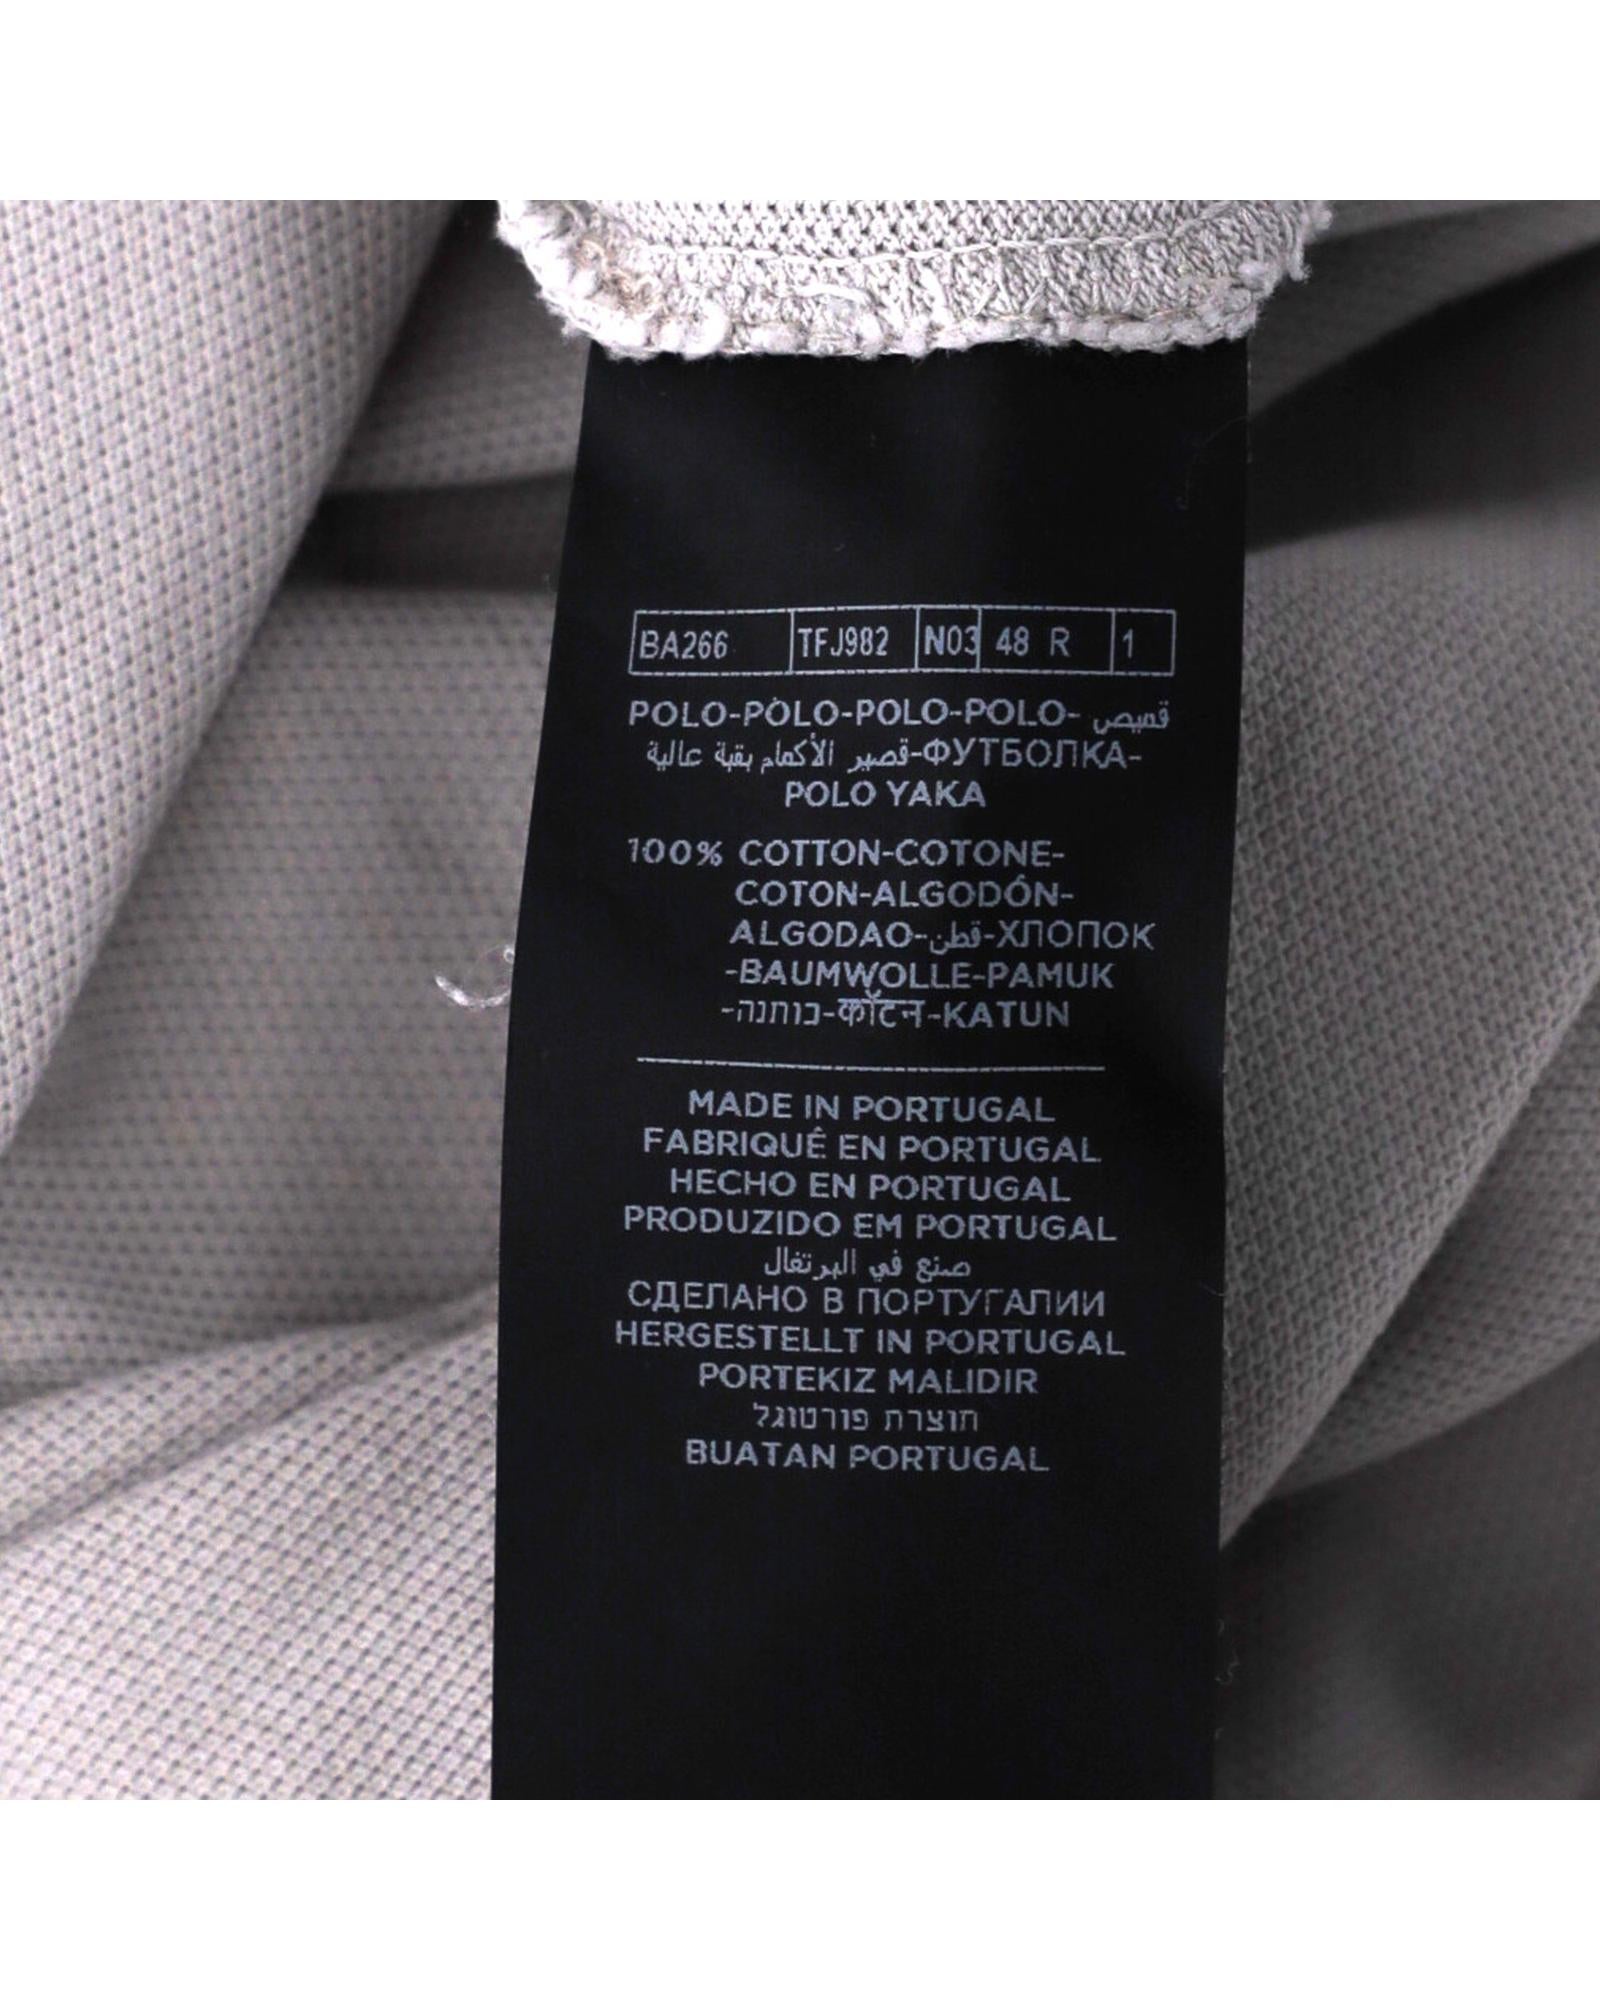 BA266 TFJ982 N03 48 R 1
POLO-POLO-POLO-POLO- قميص
قصير الأكمام بقبة عالية-ФУТБОЛКА-
POLO YAKA
100% COTTON-COTONE-
COTON-ALGODÓN-
ALGODAO-قطن-ХЛОПОК
-BAUMWOLLE-PAMUK
-כותנה-कॉटन-KATUN
MADE IN PORTUGAL
FABRIQUÊ EN PORTUGAL
HECHO EN PORTUGAL
PRODUZIDO EM PORTUGAL
صنع في البرتغال
СДЕЛАНО В ПОРТУГАЛИИ
HERGESTELLT IN PORTUGAL
PORTEKIZ MALIDIR
תוצרת פורטוגל
BUATAN PORTUGAL